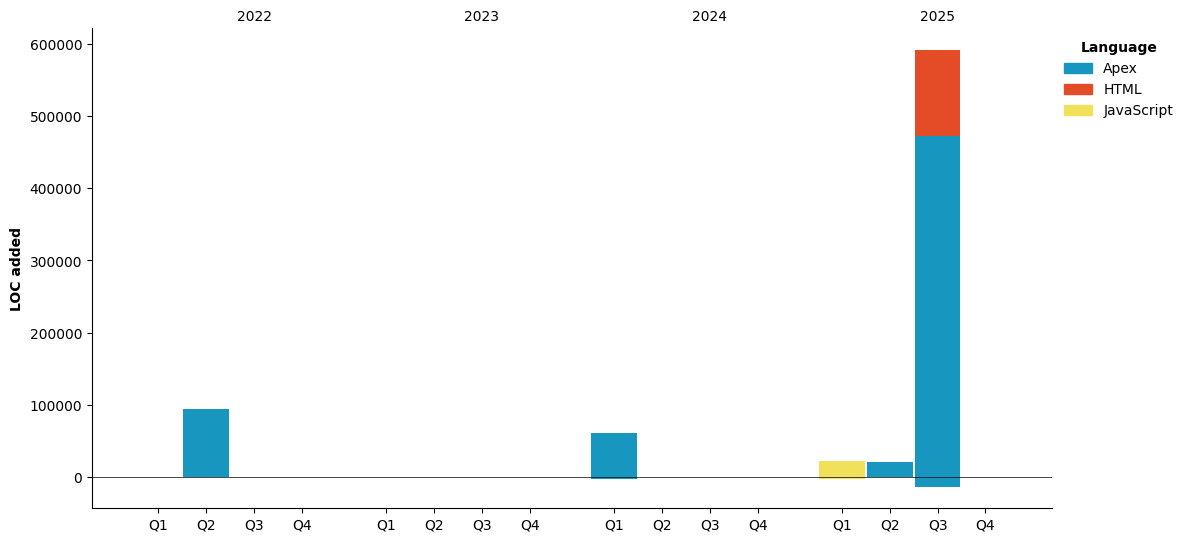 2022 2023 2024 2025
Language
Apex
HTML
JavaScript
LOC added
600000
500000
400000
300000
200000
100000
0
Q1 Q2 Q3 Q4 Q1 Q2 Q3 Q4 Q1 Q2 Q3 Q4 Q1 Q2 Q3 Q4